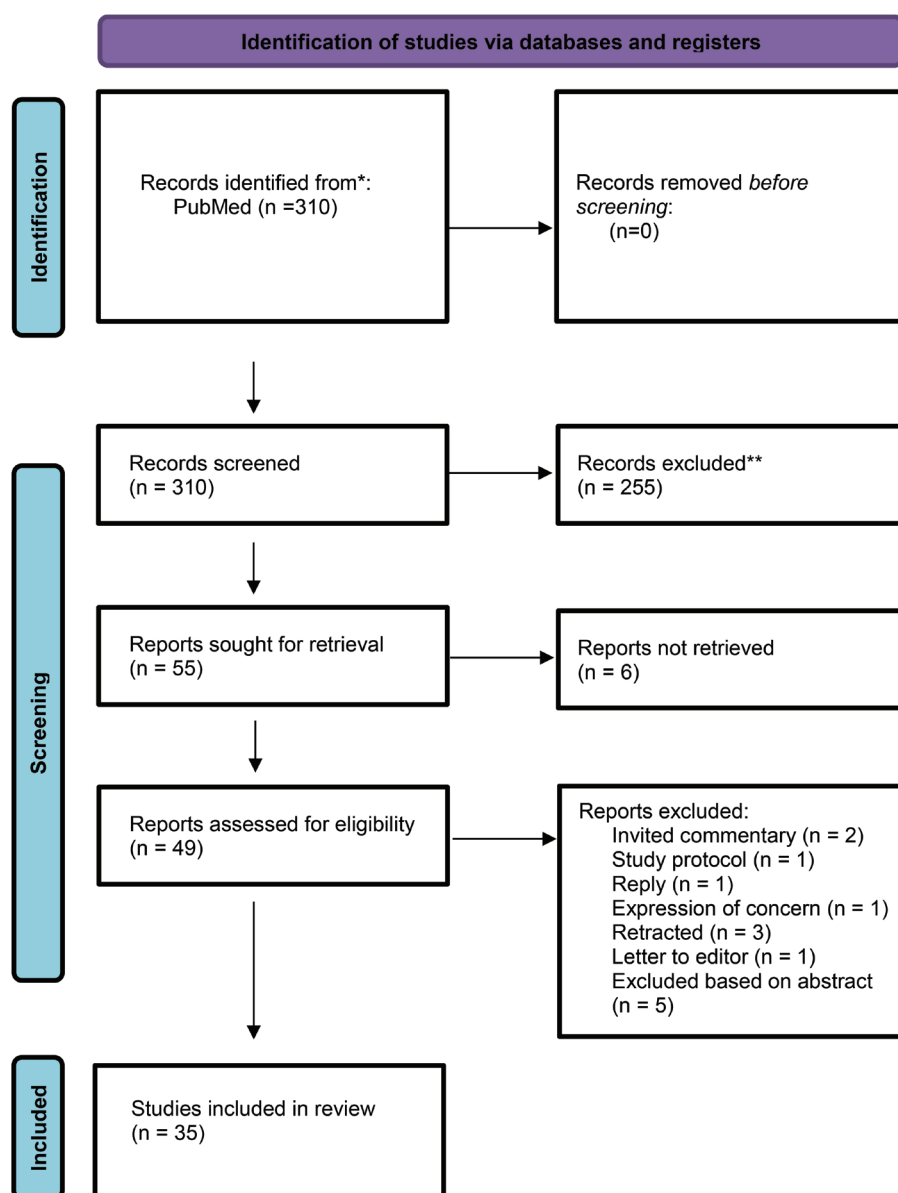 Identification of studies via databases and registers
Identification
Records identified from*:
PubMed (n =310)
Records removed before
screening:
(n=0)
Screening
Records screened
(n = 310)
Records excluded**
(n = 255)
Reports sought for retrieval
(n = 55)
Reports not retrieved
(n = 6)
Reports assessed for eligibility
(n = 49)
Reports excluded:
Invited commentary (n = 2)
Study protocol (n = 1)
Reply (n = 1)
Expression of concern (n = 1)
Retracted (n = 3)
Letter to editor (n = 1)
Excluded based on abstract
(n = 5)
Included
Studies included in review
(n = 35)